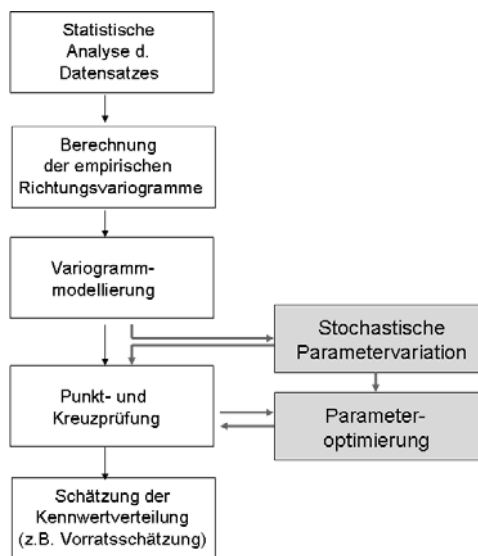 Statistische
Analyse d.
Datensatzes
Berechnung
der empirischen
Richtungsvariogramme
Variogramm-
modellierung
Stochastische
Parametervariation
Punkt- und
Kreuzprüfung
Parameter-
optimierung
Schätzung der
Kennwertverteilung
(z.B. Vorratsschätzung)